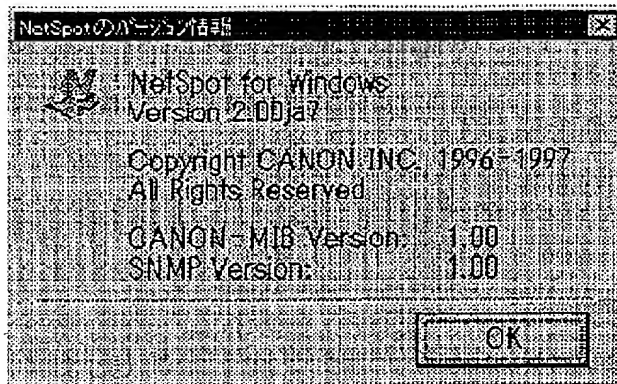 NetSpotのバージョン情報
NetSpot for Windows
Version 2.00ja7
Copyright CANON INC. 1996-1997
All Rights Reserved
CANON-MIB Version: 1.00
SNMP Version: 1.00
OK